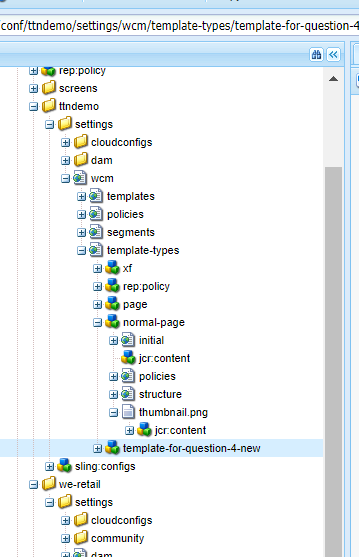 conf/ttndemo/settings/wcm/template-types/template-for-question-4
rep:policy
screens
ttndemo
settings
cloudconfigs
dam
wcm
templates
policies
segments
template-types
xf
rep:policy
page
normal-page
initial
jcr:content
policies
structure
thumbnail.png
jcr:content
template-for-question-4-new
sling:configs
we-retail
settings
cloudconfigs
community
dam